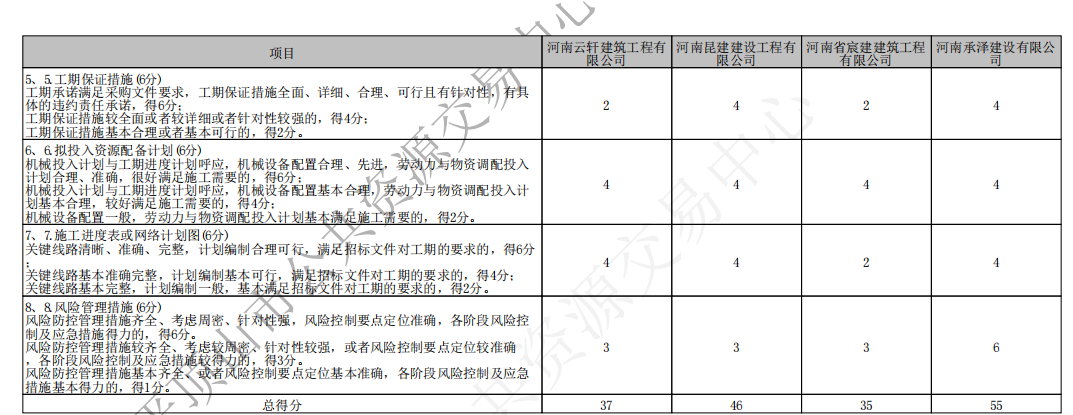 项目
河南云轩建筑工程有
限公司
河南昆建建设工程有
限公司
河南省宸建建筑工程
有限公司
河南承泽建设有限公
司
5、5.工期保证措施(6分)
工期承诺满足采购文件要求，工期保证措施全面、详细、合理、可行且有针对性，有具
体的违约责任承诺，得6分；
工期保证措施较全面或者较详细或者针对性较强的，得4分；
工期保证措施基本合理或者基本可行的，得2分。
2
4
2
4
6、6.拟投入资源配备计划(6分)
机械投入计划与工期进度计划呼应，机械设备配置合理、先进，劳动力与物资调配投入
计划合理、准确，很好满足施工需要的，得6分；
机械投入计划与工期进度计划呼应，机械设备配置基本合理，劳动力与物资调配投入计
划基本合理，较好满足施工需要的，得4分；
机械设备配置一般，劳动力与物资调配投入计划基本满足施工需要的，得2分。
4
4
4
4
7、7.施工进度表或网络计划图(6分)
关键线路清晰、准确、完整，计划编制合理可行，满足招标文件对工期的要求的，得6分
；
关键线路基本准确完整，计划编制基本可行，满足招标文件对工期的要求的，得4分；
关键线路基本完整，计划编制一般，基本满足招标文件对工期的要求的，得2分。
4
4
2
4
8、8.风险管理措施(6分)
风险防控管理措施齐全、考虑周密、针对性强，风险控制要点定位准确，各阶段风险控
制及应急措施得力的，得6分。
风险防控管理措施较齐全、考虑较周密、针对性较强，或者风险控制要点定位较准确
，各阶段风险控制及应急措施较得力的，得3分。
风险防控管理措施基本齐全、或者风险控制要点定位基本准确，各阶段风险控制及应急
措施基本得力的，得1分。
3
3
3
6
总得分
37
46
35
55
平顶山市公共资源交易中心
共资源交易中心